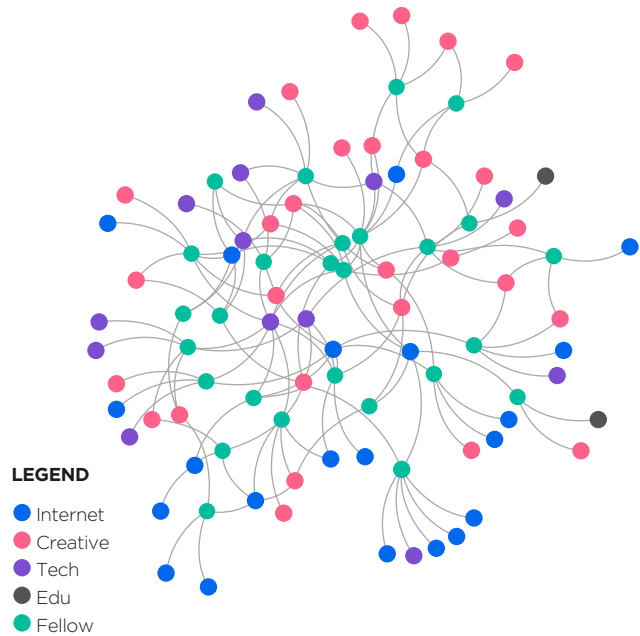 LEGEND
Internet
Creative
Tech
Edu
Fellow